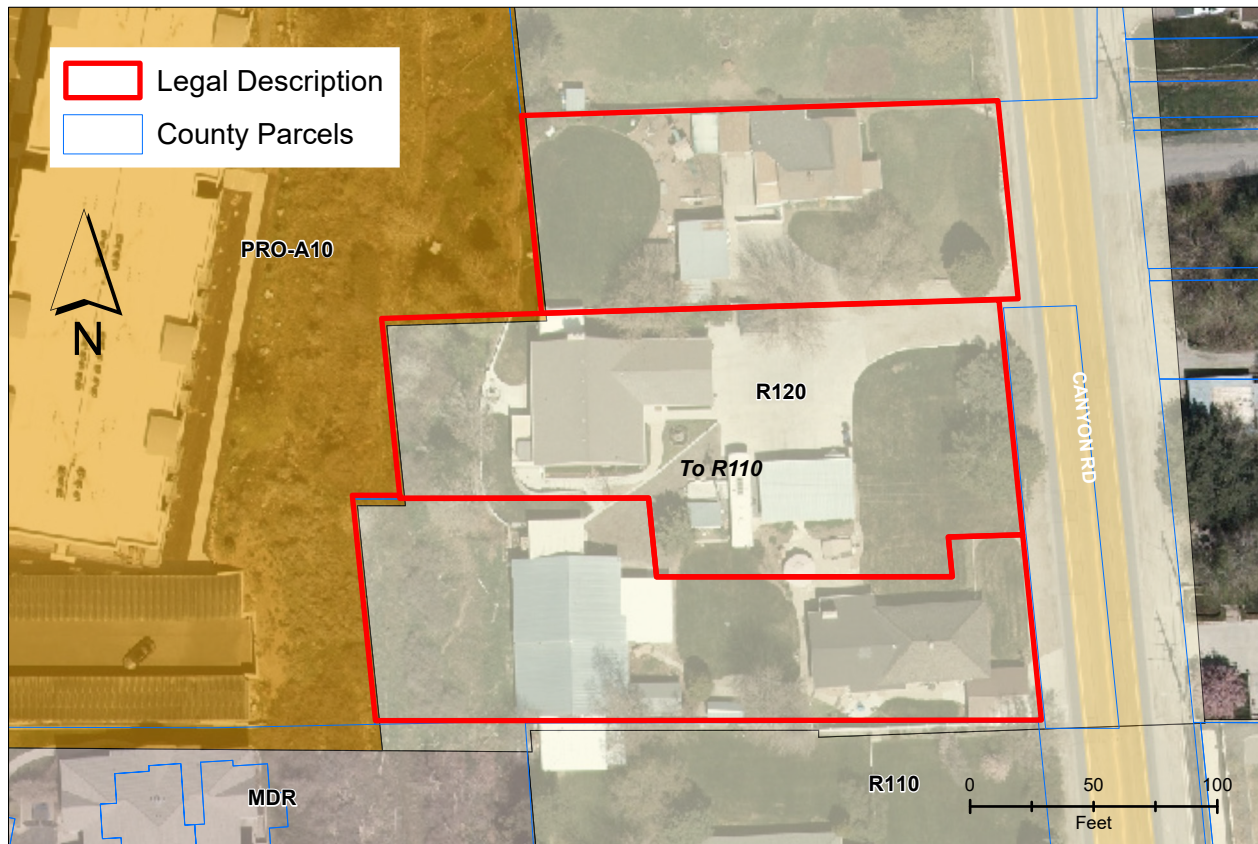 Legal Description
County Parcels
PRO-A10
N
R120
To R110
CANYON RD
MDR
R110
0 50 100
Feet